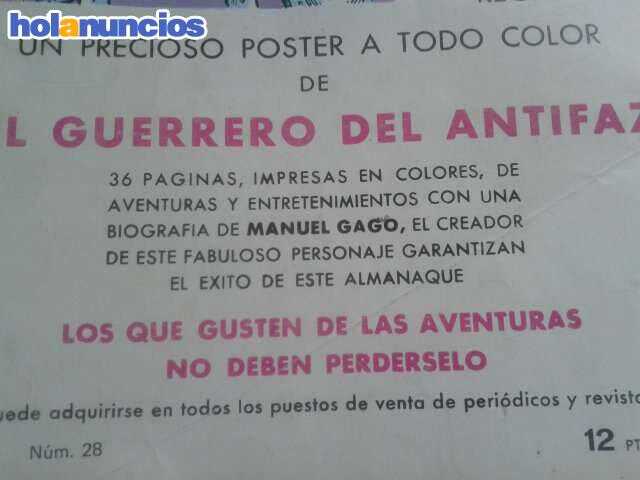 holanuncios
UN PRECIOSO POSTER A TODO COLOR
DE
L GUERRERO DEL ANTIFAZ
36 PAGINAS, IMPRESAS EN COLORES, DE
AVENTURAS Y ENTRETENIMIENTOS CON UNA
BIOGRAFIA DE MANUEL GAGO, EL CREADOR
DE ESTE FABULOSO PERSONAJE GARANTIZAN
EL EXITO DE ESTE ALMANAQUE
LOS QUE GUSTEN DE LAS AVENTURAS
NO DEBEN PERDERSELO
uede adquirirse en todos los puestos de venta de periódicos y revista
Núm. 28
12 PT